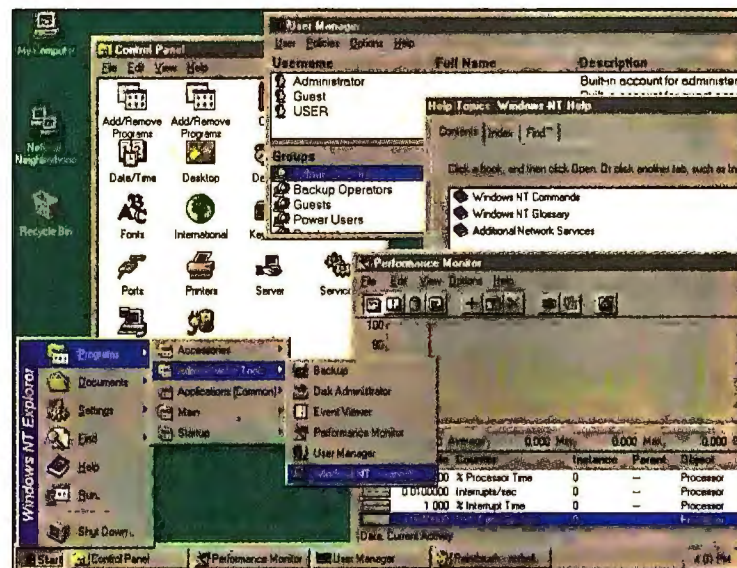 My Computer
Network
Neighborhood
Recycle Bin
Control Panel
File Edit View Help
Add/Remove
Programs
Add/Remove
Programs
Date/Time
Desktop
Fonts
International
Ports
Printers
Server
User Manager
User Policies Options Help
Username Full Name Description
Administrator Built-in account for
Guest
USER
Groups
Backup Operators
Guests
Power Users
Help Topics: Windows NT Help
Contents Index Find
Click a book, and then click Open. Or click another tab, such as
Windows NT Commands
Windows NT Glossary
Additional Network Services
Performance Monitor
File Edit View Options Help
100
Average 0.000 Min 0.000 Max 0.000
Counter Instance Parent Object
% Processor Time 0 --- Processor
0.0100000 Interrupts/sec 0 --- Processor
1.000 % Interrupt Time 0 --- Processor
Data: Current Activity
Windows NT Explorer
Programs
Documents
Settings
Find
Help
Run...
Shut Down...
Accessories
Applications (Common)
Main
Startup
Backup
Disk Administrator
Event Viewer
Performance Monitor
User Manager
Start Control Panel Performance Monitor User Manager